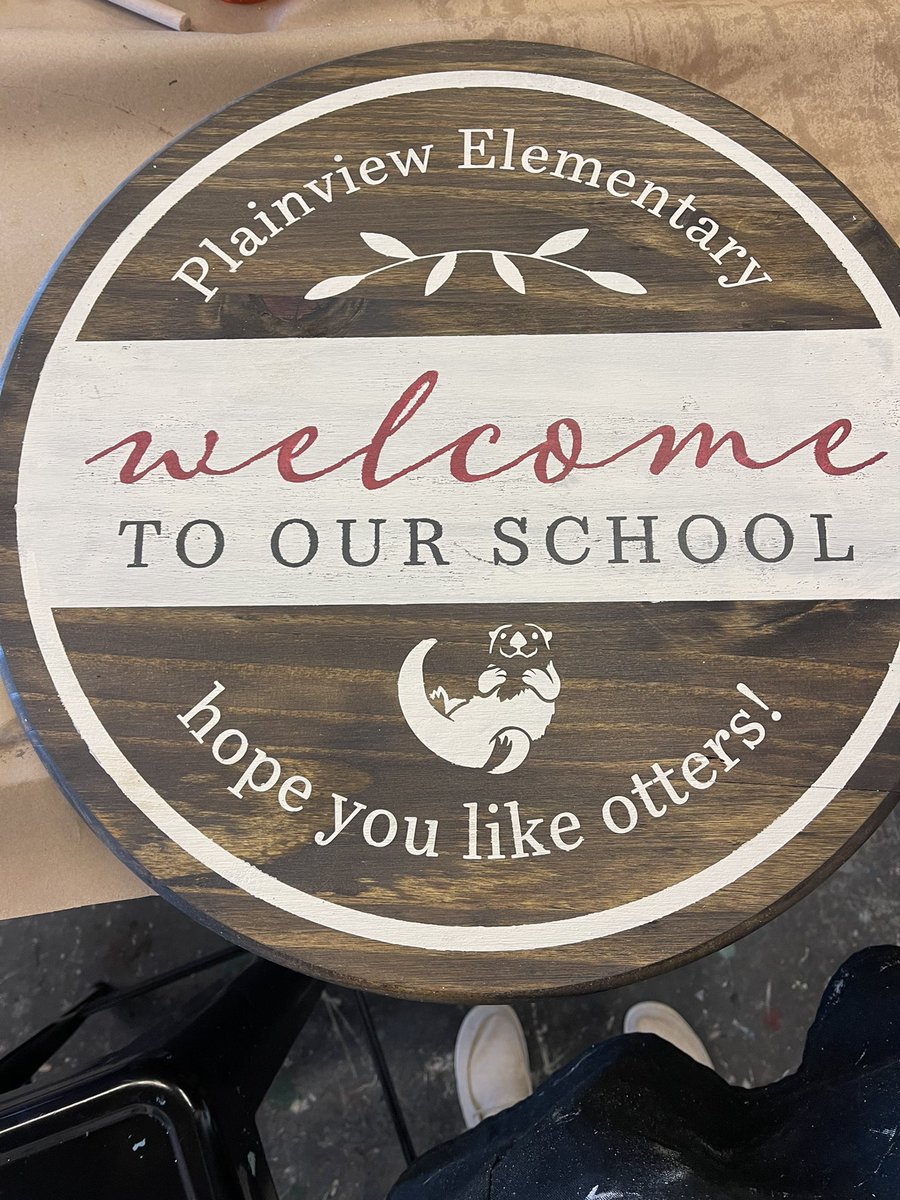 Plainview Elementary
welcome
TO OUR SCHOOL
hope you like otters!